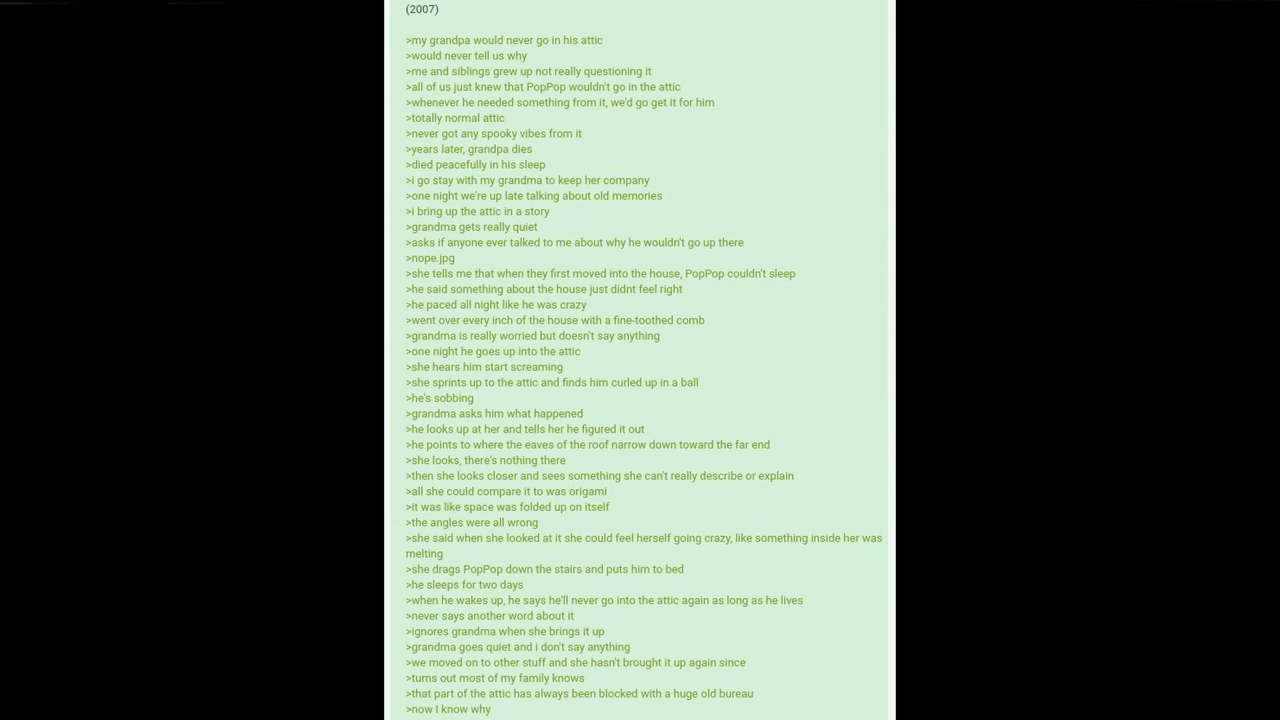 (2007)
>my grandpa would never go in his attic
>would never tell us why
>me and siblings grew up not really questioning it
>all of us just knew that PopPop wouldn't go in the attic
>whenever he needed something from it, we'd go get it for him
>totally normal attic
>never got any spooky vibes from it
>years later, grandpa dies
>died peacefully in his sleep
>i go stay with my grandma to keep her company
>one night we're up late talking about old memories
>i bring up the attic in a story
>grandma gets really quiet
>asks if anyone ever talked to me about why he wouldn't go up there
>nope.jpg
>she tells me that when they first moved into the house, PopPop couldn't sleep
>he said something about the house just didnt feel right
>he paced all night like he was crazy
>went over every inch of the house with a fine-toothed comb
>grandma is really worried but doesn't say anything
>one night he goes up into the attic
>she hears him start screaming
>she sprints up to the attic and finds him curled up in a ball
>he's sobbing
>grandma asks him what happened
>he looks up at her and tells her he figured it out
>he points to where the eaves of the roof narrow down toward the far end
>she looks, there's nothing there
>then she looks closer and sees something she can't really describe or explain
>all she could compare it to was origami
>it was like space was folded up on itself
>the angles were all wrong
>she said when she looked at it she could feel herself going crazy, like something inside her was
melting
>she drags PopPop down the stairs and puts him to bed
>he sleeps for two days
>when he wakes up, he says he'll never go into the attic again as long as he lives
>never says another word about it
>ignores grandma when she brings it up
>grandma goes quiet and i don't say anything
>we moved on to other stuff and she hasn't brought it up again since
>turns out most of my family knows
>that part of the attic has always been blocked with a huge old bureau
>now I know why